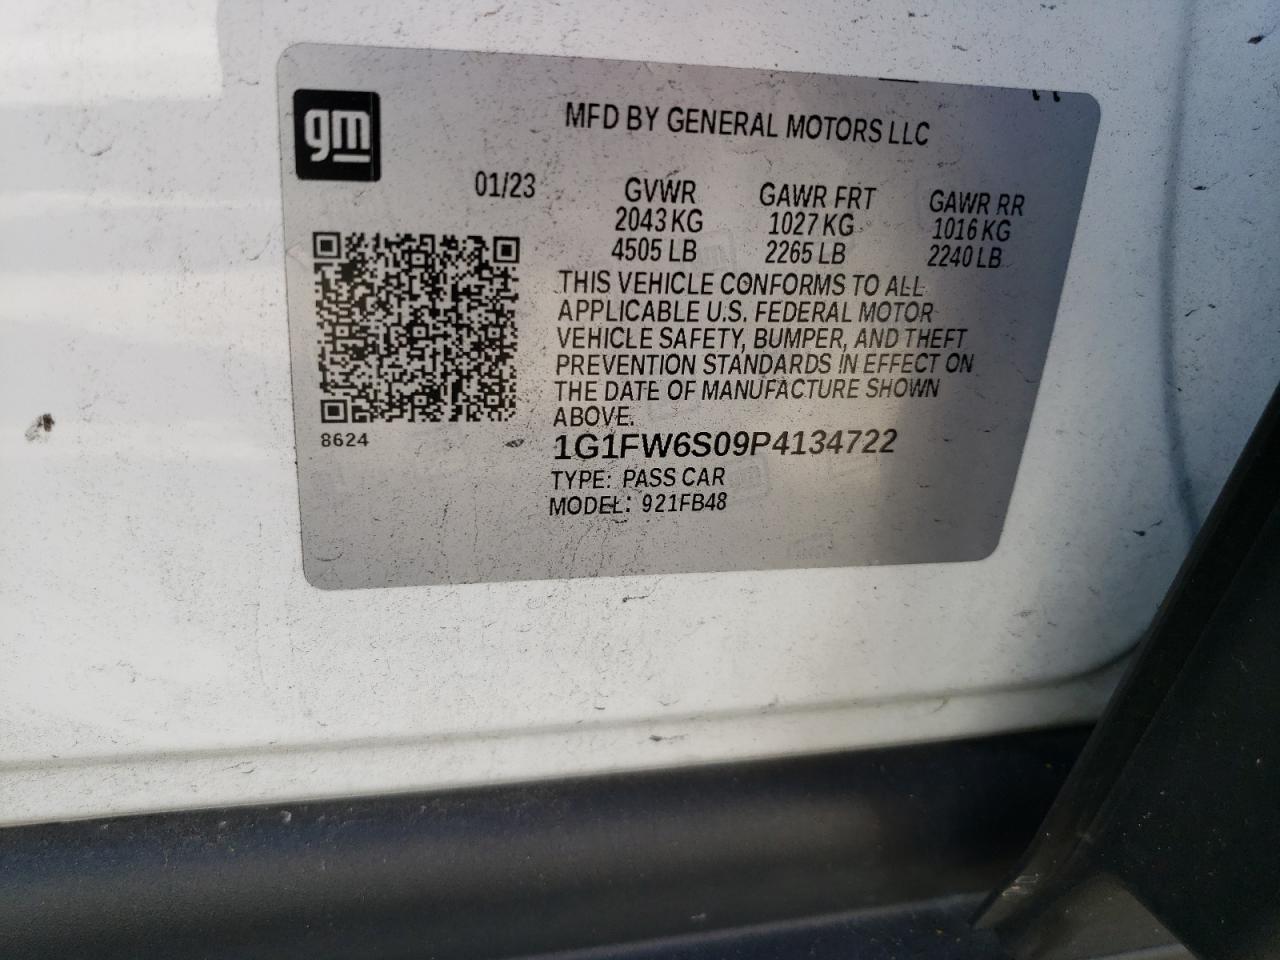 gm
MFD BY GENERAL MOTORS LLC
01/23
GVWR GAWR FRT GAWR RR
2043 KG 1027 KG 1016 KG
4505 LB 2265 LB 2240 LB
THIS VEHICLE CONFORMS TO ALL
APPLICABLE U.S. FEDERAL MOTOR
VEHICLE SAFETY, BUMPER, AND THEFT
PREVENTION STANDARDS IN EFFECT ON
THE DATE OF MANUFACTURE SHOWN
ABOVE.
8624
1G1FW6S09P4134722
TYPE: PASS CAR
MODEL: 921FB48